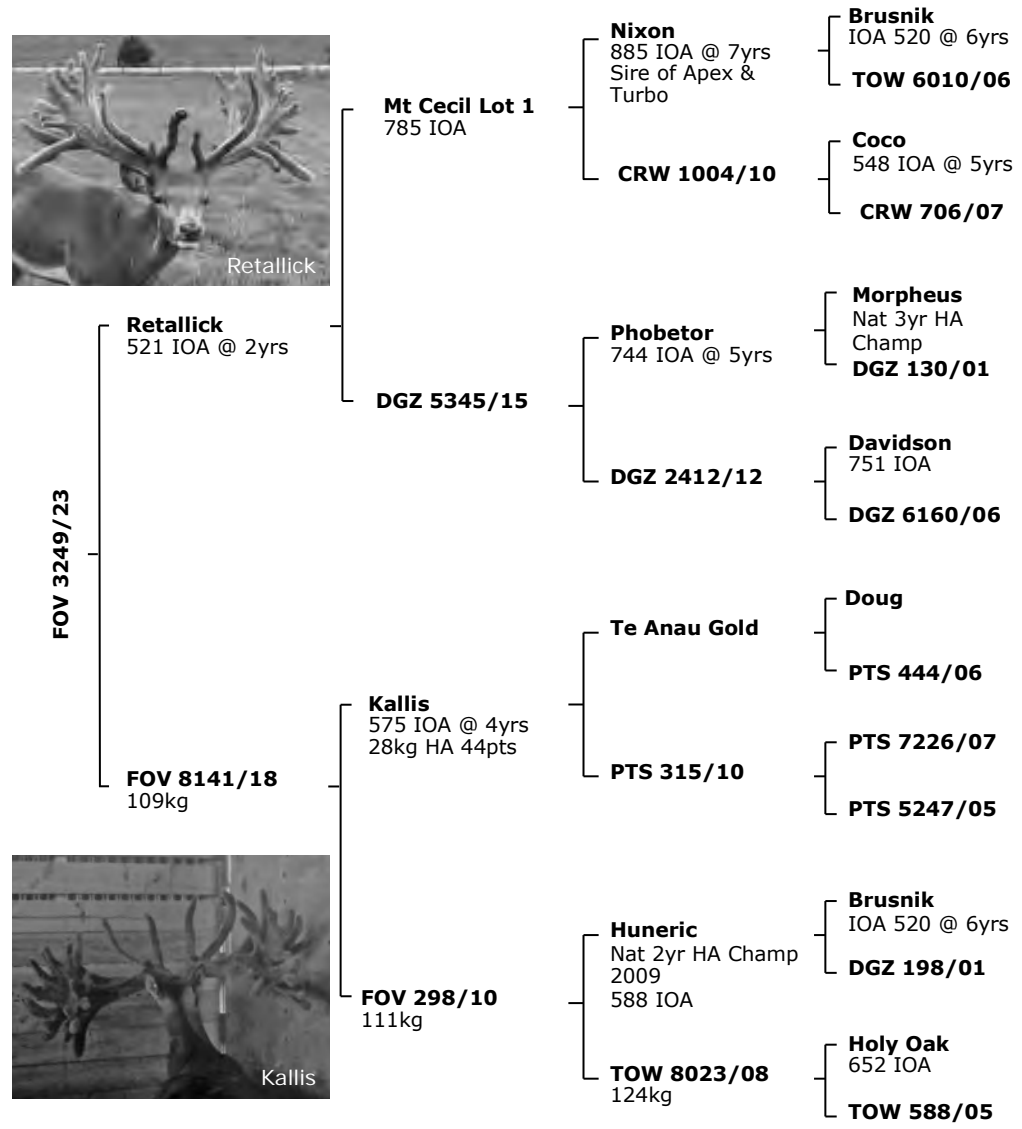 Retallick
FOV 3249/23
Retallick
521 IOA @ 2yrs
FOV 8141/18
109kg
Kallis
Mt Cecil Lot 1
785 IOA
DGZ 5345/15
Kallis
575 IOA @ 4yrs
28kg HA 44pts
FOV 298/10
111kg
Nixon
885 IOA @ 7yrs
Sire of Apex &
Turbo
CRW 1004/10
Phobetor
744 IOA @ 5yrs
DGZ 2412/12
Te Anau Gold
PTS 315/10
Huneric
Nat 2yr HA Champ
2009
588 IOA
TOW 8023/08
124kg
Brusnik
IOA 520 @ 6yrs
TOW 6010/06
Coco
548 IOA @ 5yrs
CRW 706/07
Morpheus
Nat 3yr HA
Champ
DGZ 130/01
Davidson
751 IOA
DGZ 6160/06
Doug
PTS 444/06
PTS 7226/07
PTS 5247/05
Brusnik
IOA 520 @ 6yrs
DGZ 198/01
Holy Oak
652 IOA
TOW 588/05